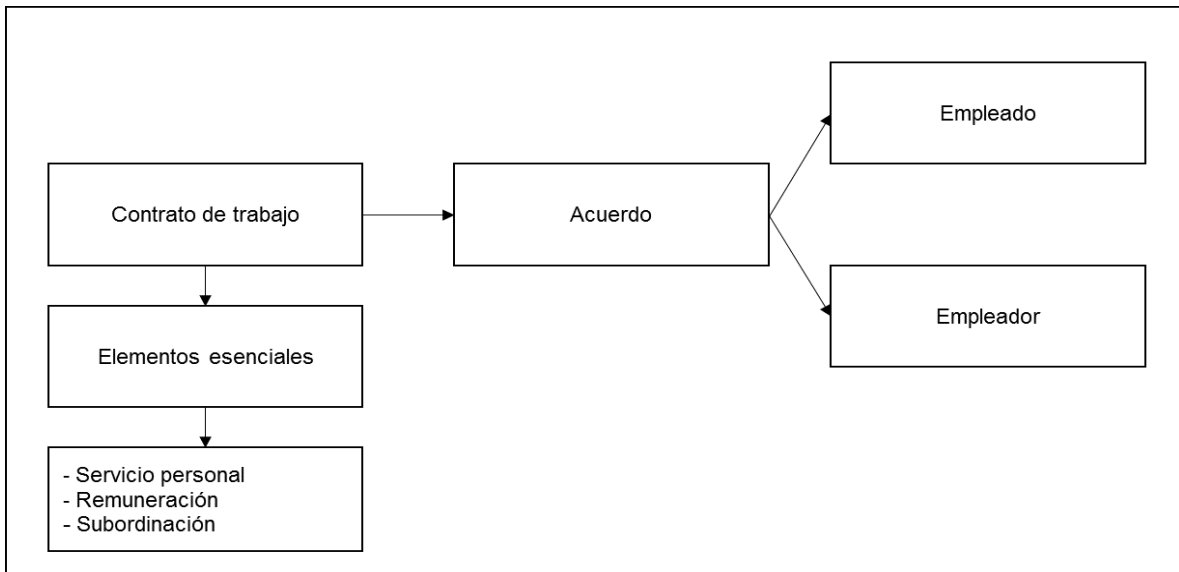 Empleado
Contrato de trabajo
Acuerdo
Empleador
Elementos esenciales
- Servicio personal
- Remuneración
- Subordinación